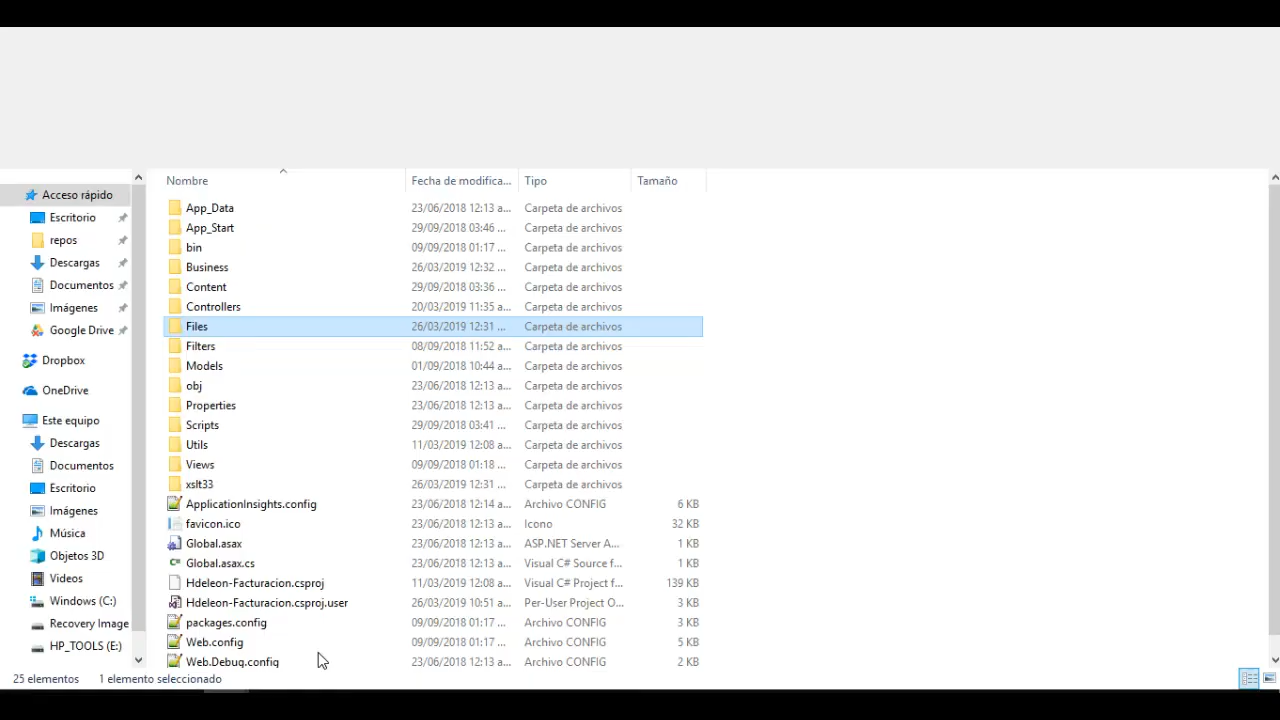 Nombre Fecha de modifica... Tipo Tamaño
Acceso rápido
Escritorio
repos
Descargas
Documentos
Imágenes
Google Drive
Dropbox
OneDrive
Este equipo
Descargas
Documentos
Escritorio
Imágenes
Música
Objetos 3D
Videos
Windows (C:)
Recovery Image
HP_TOOLS (E:)
App_Data 23/06/2018 12:13 a... Carpeta de archivos
App_Start 29/09/2018 03:46 ... Carpeta de archivos
bin 09/09/2018 01:17 ... Carpeta de archivos
Business 26/03/2019 12:32 ... Carpeta de archivos
Content 29/09/2018 03:36 ... Carpeta de archivos
Controllers 20/03/2019 11:35 a... Carpeta de archivos
Files 26/03/2019 12:31 ... Carpeta de archivos
Filters 08/09/2018 11:52 a... Carpeta de archivos
Models 01/09/2018 10:44 a... Carpeta de archivos
obj 23/06/2018 12:13 a... Carpeta de archivos
Properties 23/06/2018 12:13 a... Carpeta de archivos
Scripts 29/09/2018 03:41 ... Carpeta de archivos
Utils 11/03/2019 12:08 a... Carpeta de archivos
Views 09/09/2018 01:18 ... Carpeta de archivos
xslt33 26/03/2019 12:31 ... Carpeta de archivos
ApplicationInsights.config 23/06/2018 12:14 a... Archivo CONFIG 6 KB
favicon.ico 23/06/2018 12:13 a... Icono 32 KB
Global.asax 23/06/2018 12:13 a... ASP.NET Server A... 1 KB
Global.asax.cs 23/06/2018 12:13 a... Visual C# Source f... 1 KB
Hdeleon-Facturacion.csproj 11/03/2019 12:08 a... Visual C# Project f... 139 KB
Hdeleon-Facturacion.csproj.user 26/03/2019 10:51 a... Per-User Project O... 3 KB
packages.config 09/09/2018 01:17 ... Archivo CONFIG 3 KB
Web.config 09/09/2018 01:17 ... Archivo CONFIG 5 KB
Web.Debug.config 23/06/2018 12:13 a... Archivo CONFIG 2 KB
25 elementos 1 elemento seleccionado